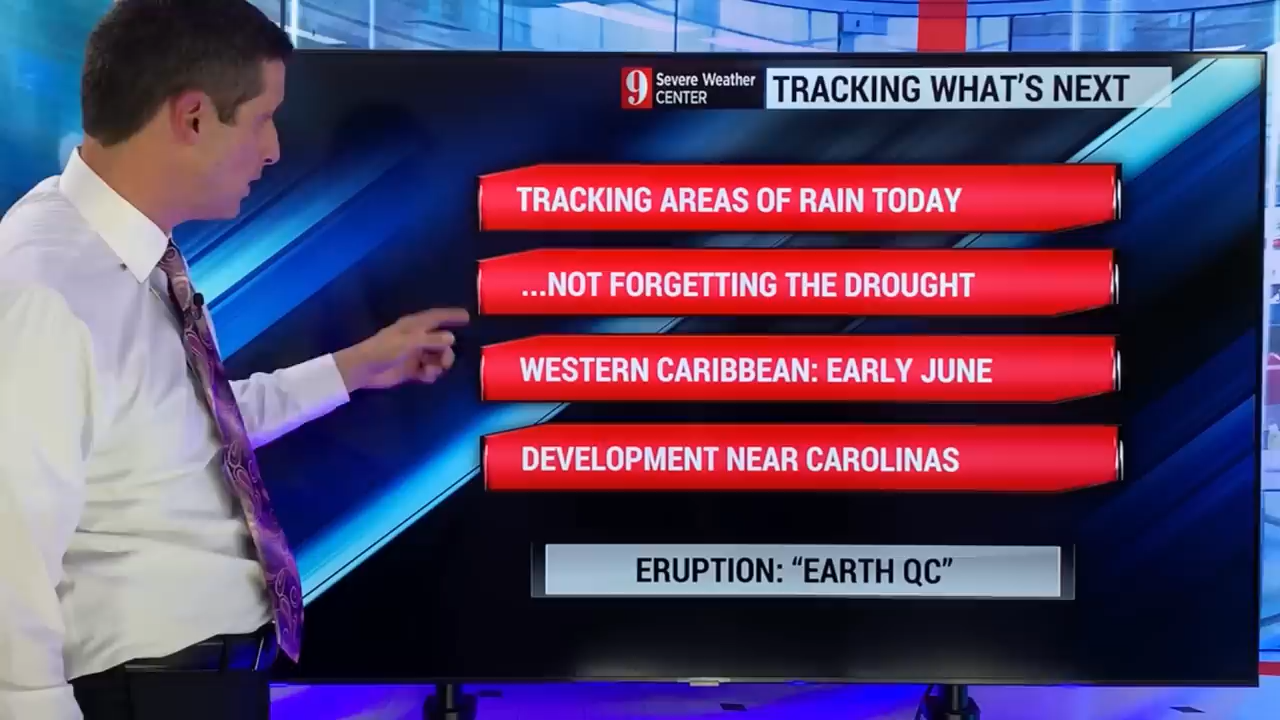 9 Severe Weather CENTER TRACKING WHAT'S NEXT
TRACKING AREAS OF RAIN TODAY
...NOT FORGETTING THE DROUGHT
WESTERN CARIBBEAN: EARLY JUNE
DEVELOPMENT NEAR CAROLINAS
ERUPTION: “EARTH QC”